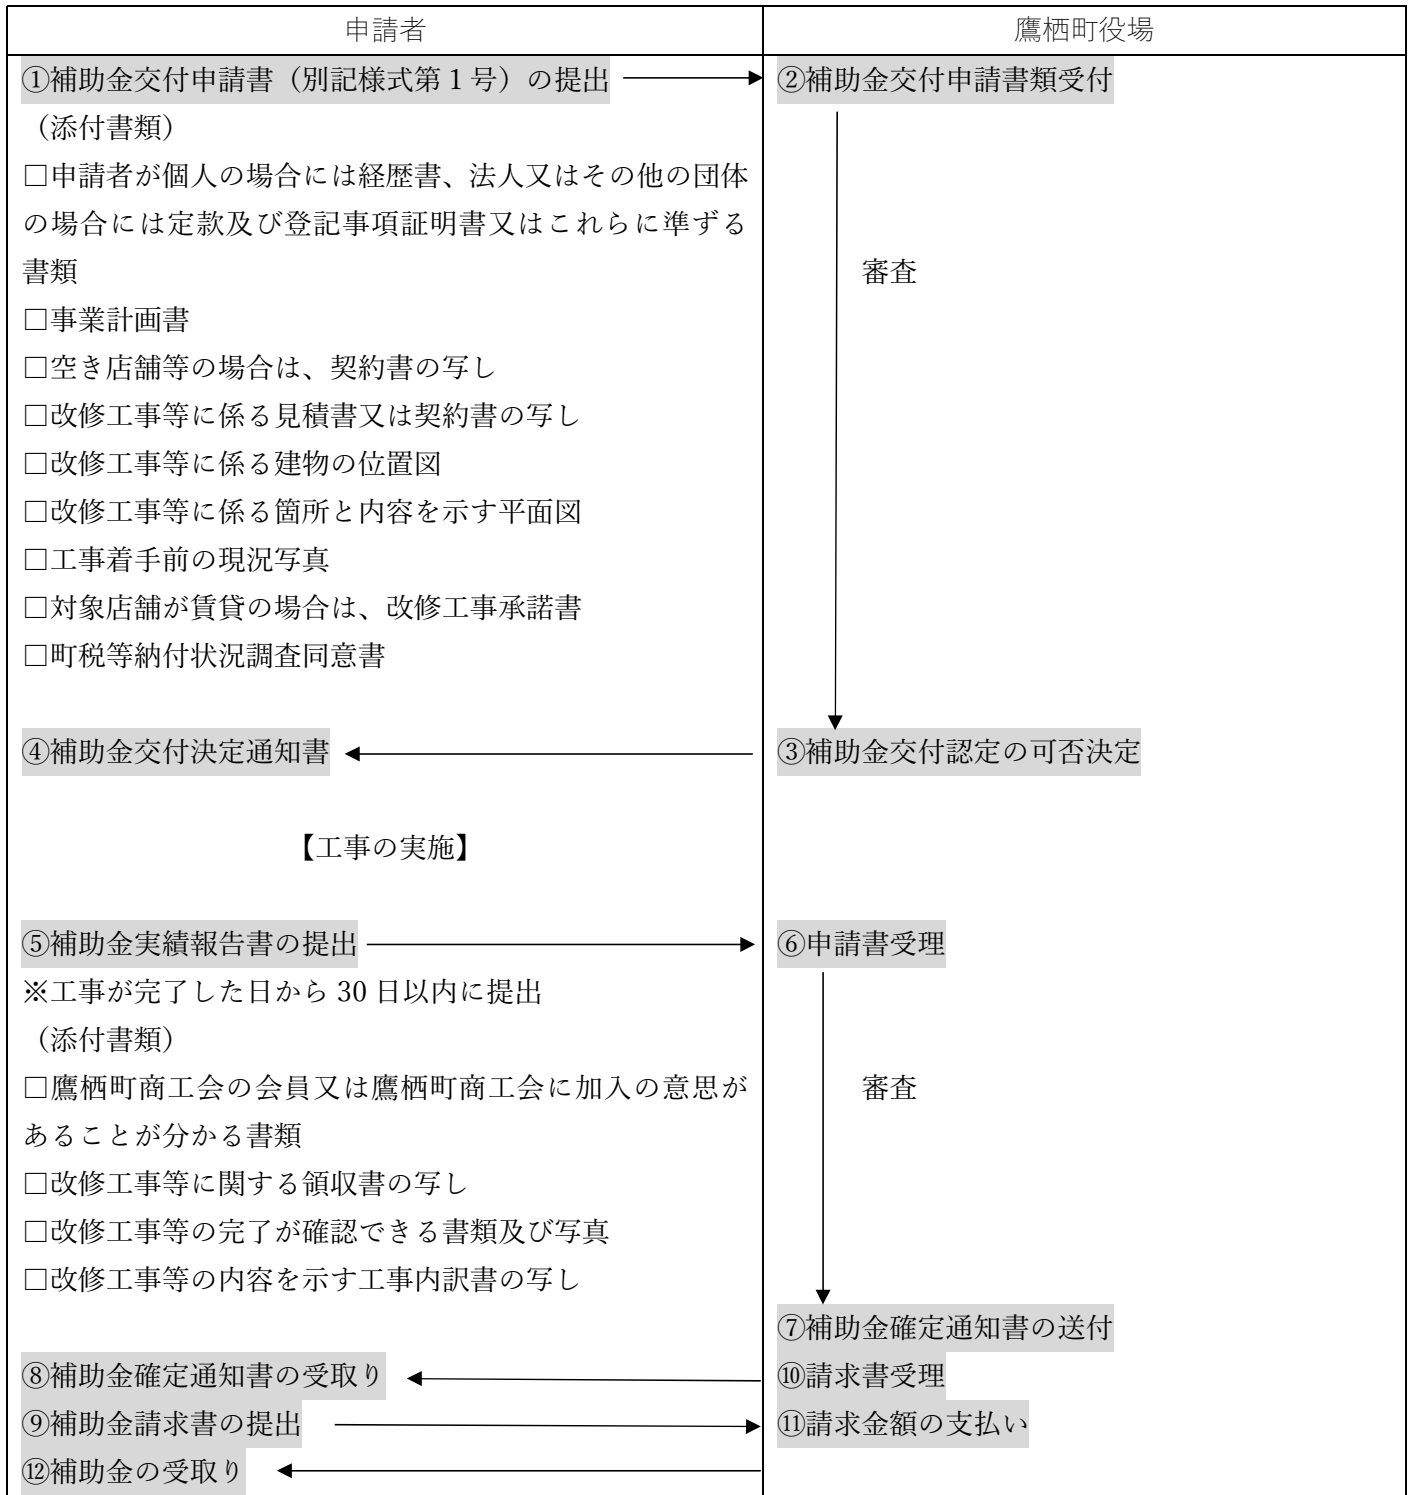 申請者
鷹栖町役場
①補助金交付申請書（別記様式第１号）の提出
②補助金交付申請書類受付
（添付書類）
□申請者が個人の場合には経歴書、法人又はその他の団体
の場合には定款及び登記事項証明書又はこれらに準ずる
書類
審査
□事業計画書
□空き店舗等の場合は、契約書の写し
□改修工事等に係る見積書又は契約書の写し
□改修工事等に係る建物の位置図
□改修工事等に係る箇所と内容を示す平面図
□工事着手前の現況写真
□対象店舗が賃貸の場合は、改修工事承諾書
□町税等納付状況調査同意書
④補助金交付決定通知書
③補助金交付認定の可否決定
【工事の実施】
⑤補助金実績報告書の提出
⑥申請書受理
※工事が完了した日から 30 日以内に提出
（添付書類）
□鷹栖町商工会の会員又は鷹栖町商工会に加入の意思が
審査
あることが分かる書類
□改修工事等に関する領収書の写し
□改修工事等の完了が確認できる書類及び写真
□改修工事等の内容を示す工事内訳書の写し
⑦補助金確定通知書の送付
⑧補助金確定通知書の受取り
⑩請求書受理
⑨補助金請求書の提出
⑪請求金額の支払い
⑫補助金の受取り